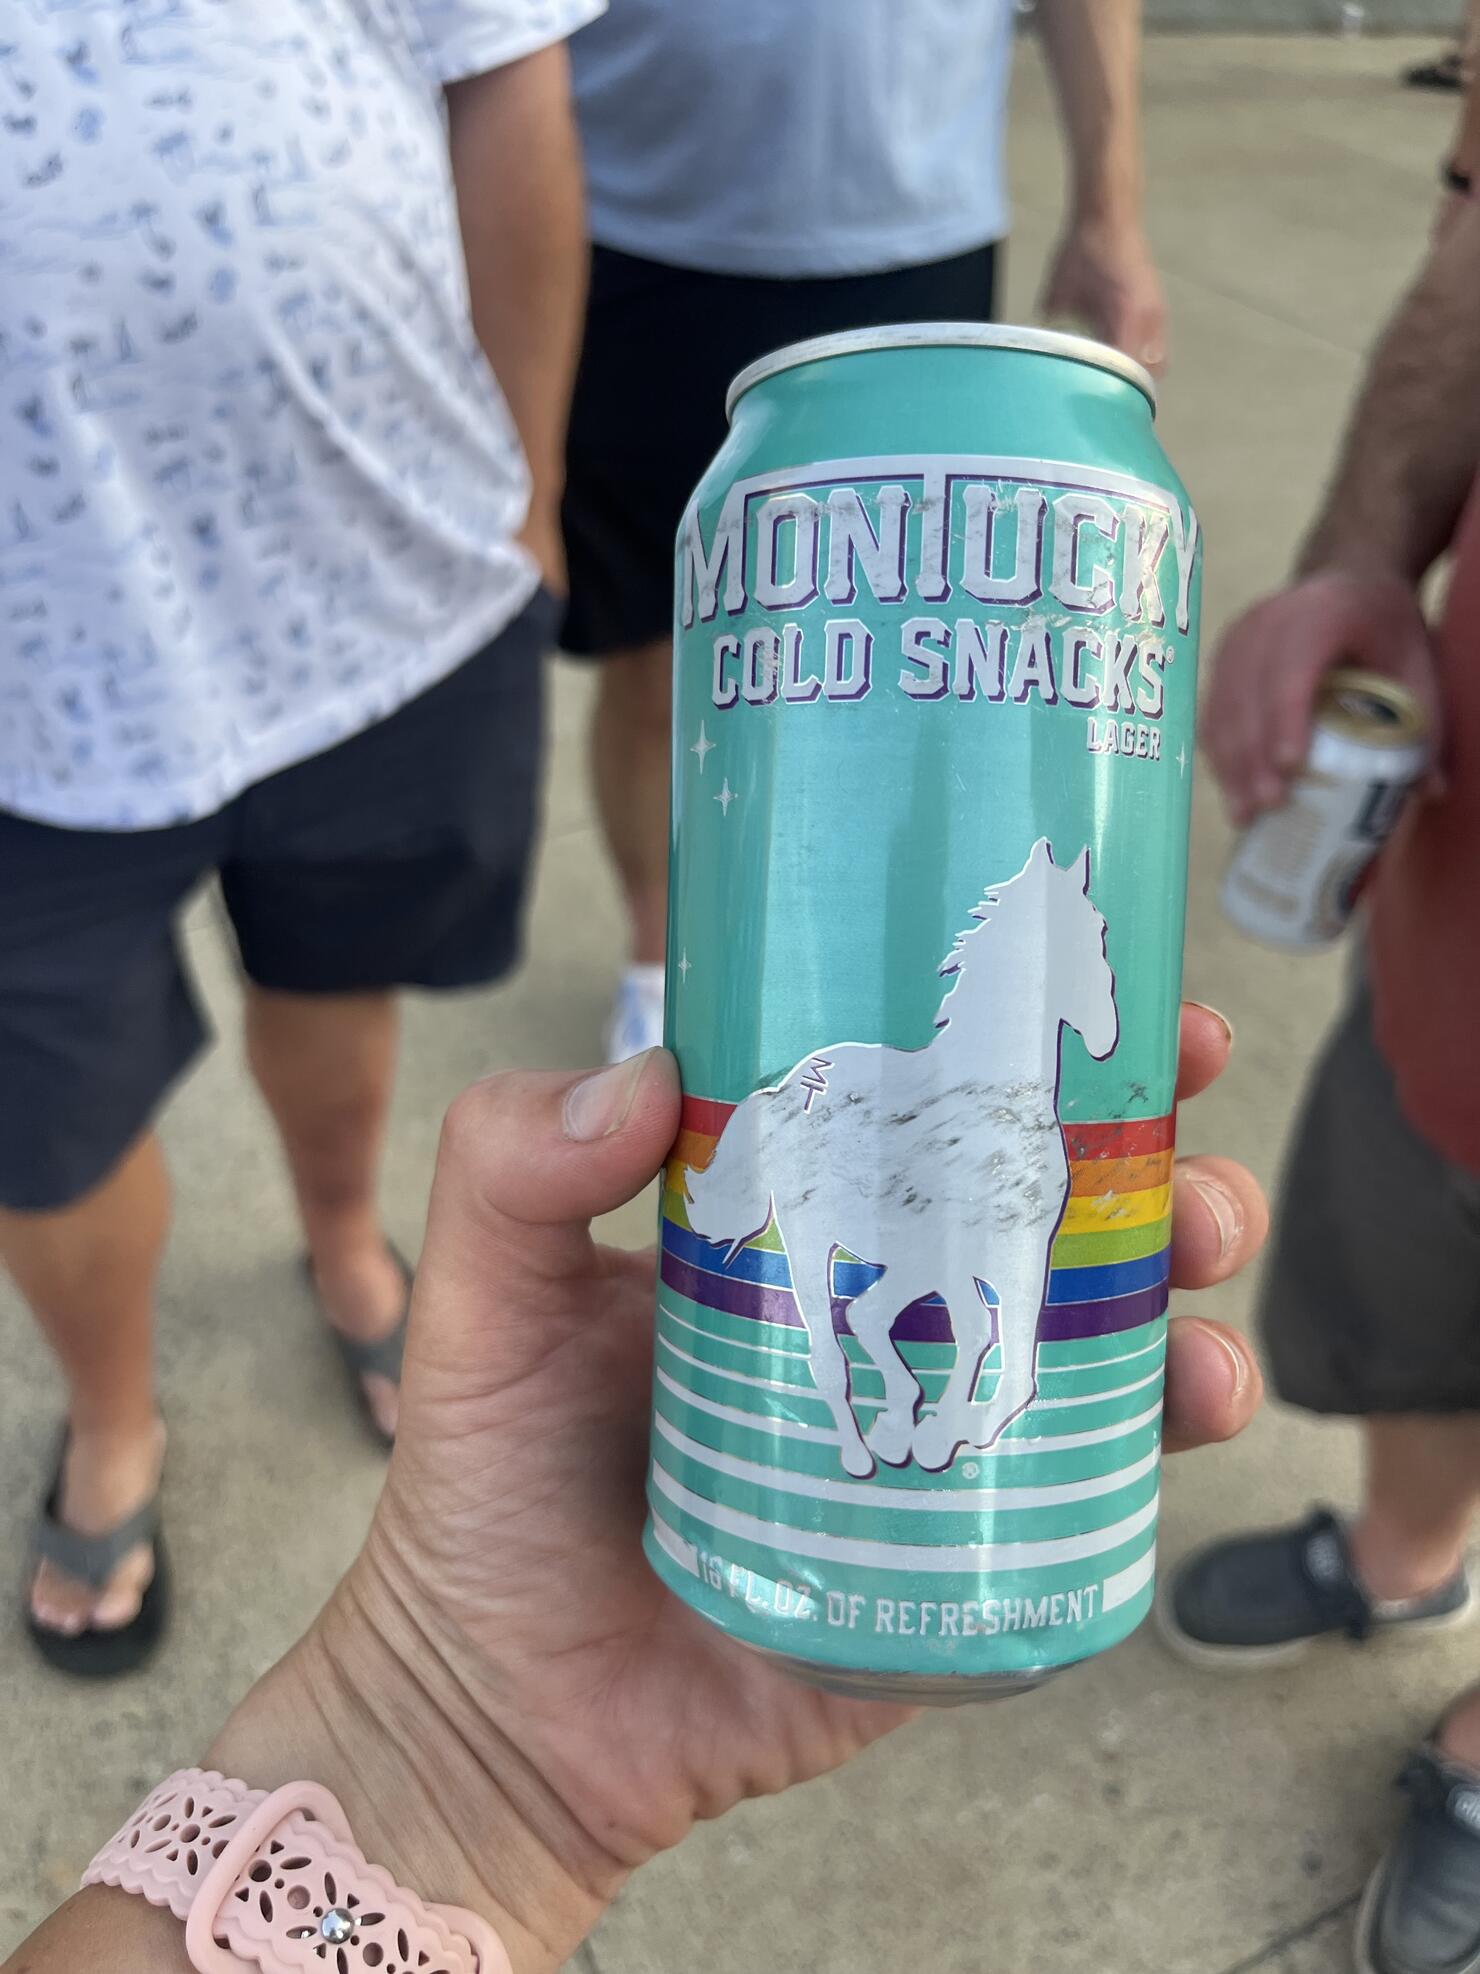 MONTUCKY
COLD SNACKS®
LAGER
MT
®
16 FL. OZ. OF REFRESHMENT